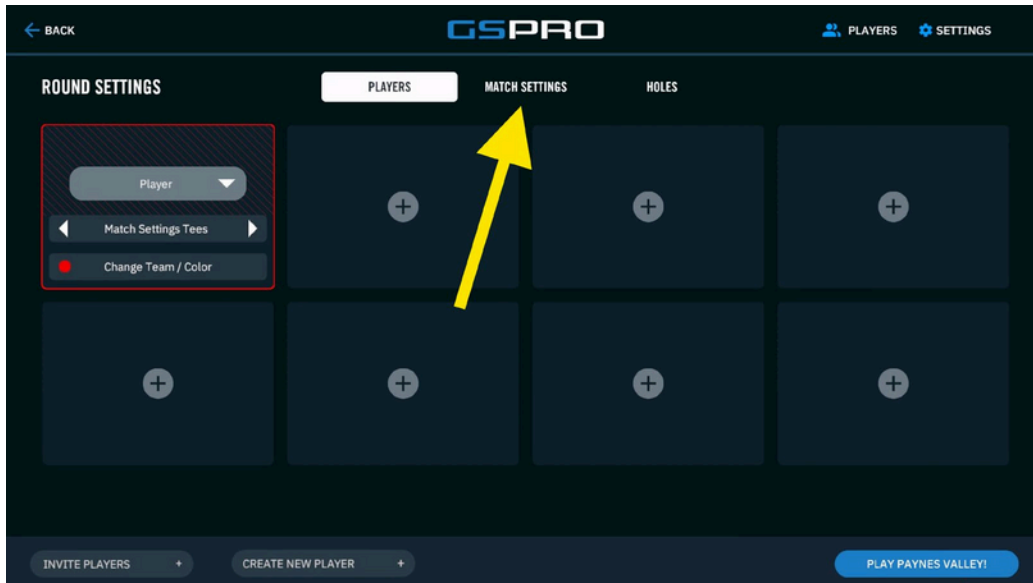 BACK
GSPRO
PLAYERS
SETTINGS
ROUND SETTINGS
PLAYERS
MATCH SETTINGS
HOLES
Player
Match Settings Tees
Change Team / Color
INVITE PLAYERS +
CREATE NEW PLAYER +
PLAY PAYNES VALLEY!